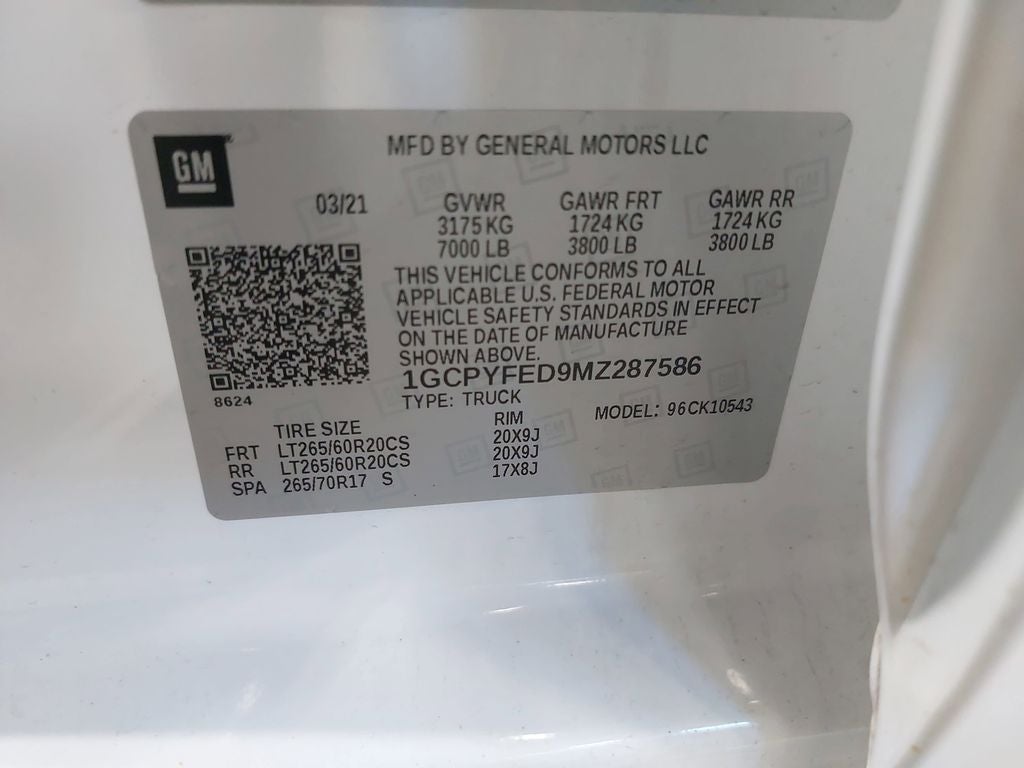 GM
MFD BY GENERAL MOTORS LLC
03/21 GVWR GAWR FRT GAWR RR
3175 KG 1724 KG 1724 KG
7000 LB 3800 LB 3800 LB
THIS VEHICLE CONFORMS TO ALL
APPLICABLE U.S. FEDERAL MOTOR
VEHICLE SAFETY STANDARDS IN EFFECT
ON THE DATE OF MANUFACTURE
SHOWN ABOVE.
1GCPYFED9MZ287586
8624
TYPE: TRUCK MODEL: 96CK10543
TIRE SIZE RIM
FRT LT265/60R20CS 20X9J
RR LT265/60R20CS 20X9J
SPA 265/70R17 S 17X8J